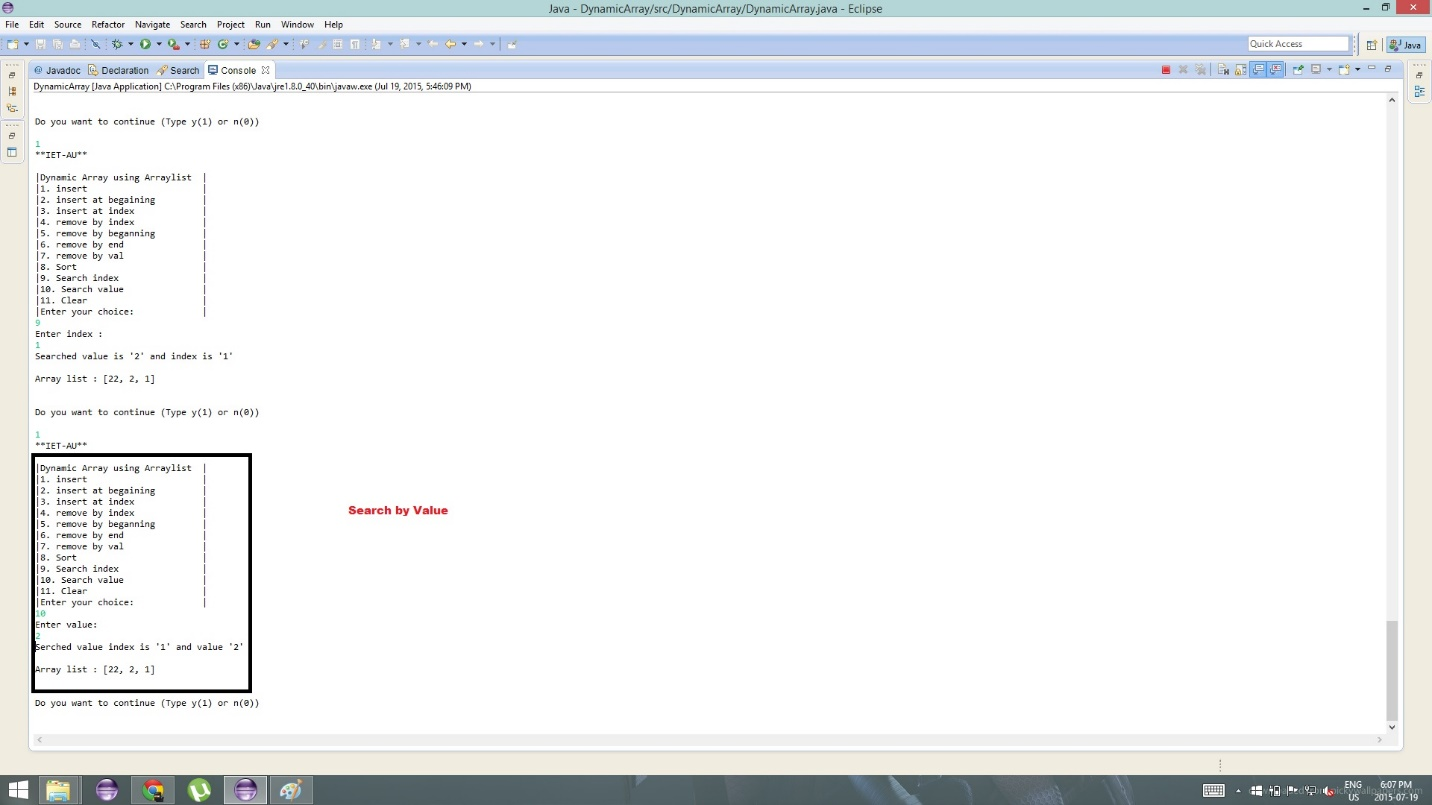 Java - DynamicArray/src/DynamicArray/DynamicArray.java - Eclipse
File Edit Source Refactor Navigate Search Project Run Window Help
Quick Access
Java
@ Javadoc Declaration Search Console
DynamicArray [Java Application] C:\Program Files (x86)\Java\jre1.8.0_40\bin\javaw.exe (Jul 19, 2015, 5:46:09 PM)
Do you want to continue (Type y(1) or n(0))
1
**IET-AU**
|Dynamic Array using Arraylist |
|1. insert |
|2. insert at begaining |
|3. insert at index |
|4. remove by index |
|5. remove by beganning |
|6. remove by end |
|7. remove by val |
|8. Sort |
|9. Search index |
|10. Search value |
|11. Clear |
|Enter your choice: |
9
Enter index :
1
Searched value is '2' and index is '1'
Array list : [22, 2, 1]
Do you want to continue (Type y(1) or n(0))
1
**IET-AU**
|Dynamic Array using Arraylist |
|1. insert |
|2. insert at begaining |
|3. insert at index |
|4. remove by index |
|5. remove by beganning |
|6. remove by end |
|7. remove by val |
|8. Sort |
|9. Search index |
|10. Search value |
|11. Clear |
|Enter your choice: |
Search by Value
10
Enter value:
2
Serched value index is '1' and value '2'
Array list : [22, 2, 1]
Do you want to continue (Type y(1) or n(0))
ENG 6:07 PM
US 2015-07-19